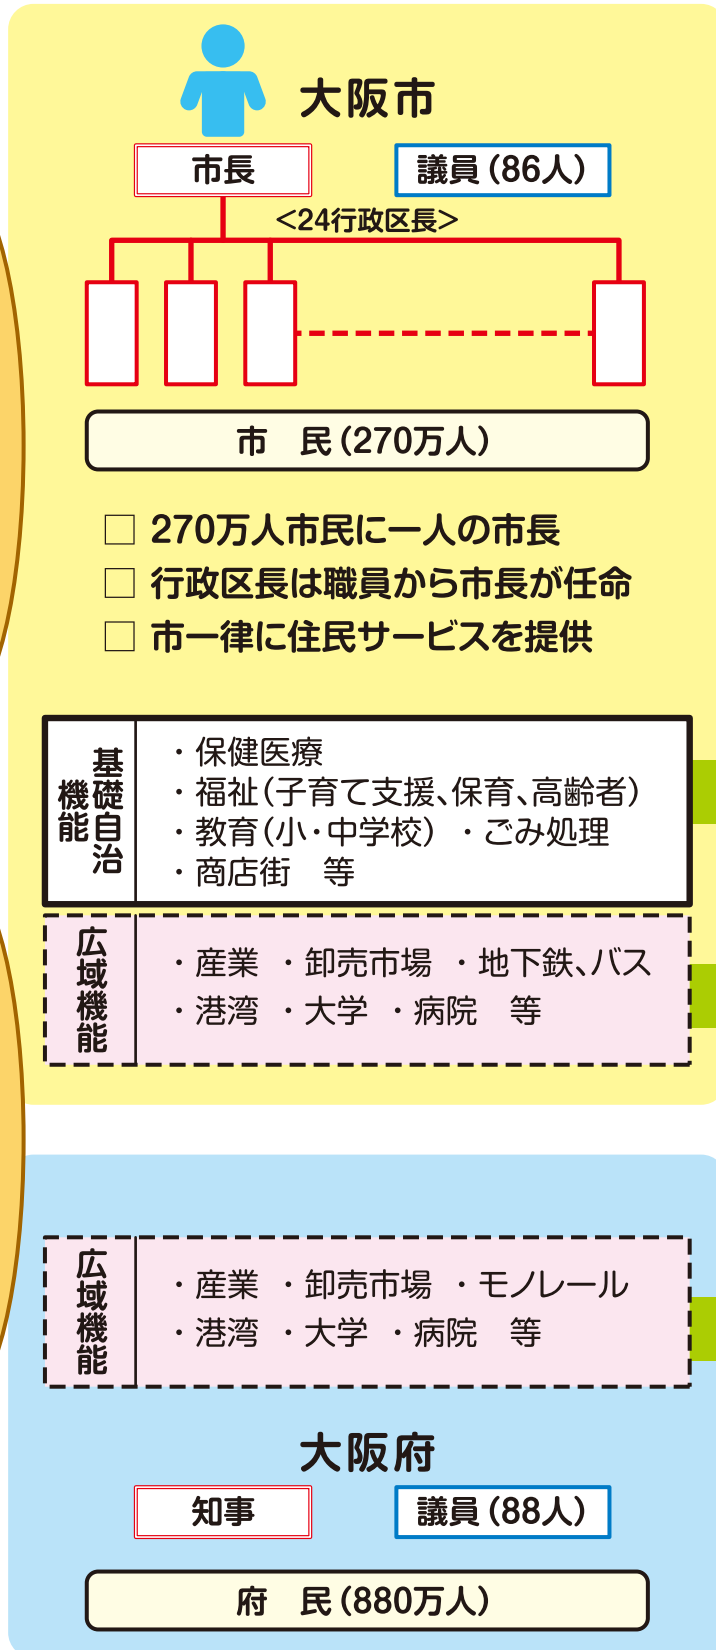 大阪市
市長
議員(86人)
<24行政区長>
市　民(270万人)
□ 270万人市民に一人の市長
□ 行政区長は職員から市長が任命
□ 市一律に住民サービスを提供
基礎自治機能
・保健医療
・福祉(子育て支援、保育、高齢者)
・教育(小・中学校) ・ごみ処理
・商店街　等
広域機能
・産業 ・卸売市場 ・地下鉄、バス
・港湾 ・大学 ・病院　等
広域機能
・産業 ・卸売市場 ・モノレール
・港湾 ・大学 ・病院　等
大阪府
知事
議員(88人)
府　民(880万人)